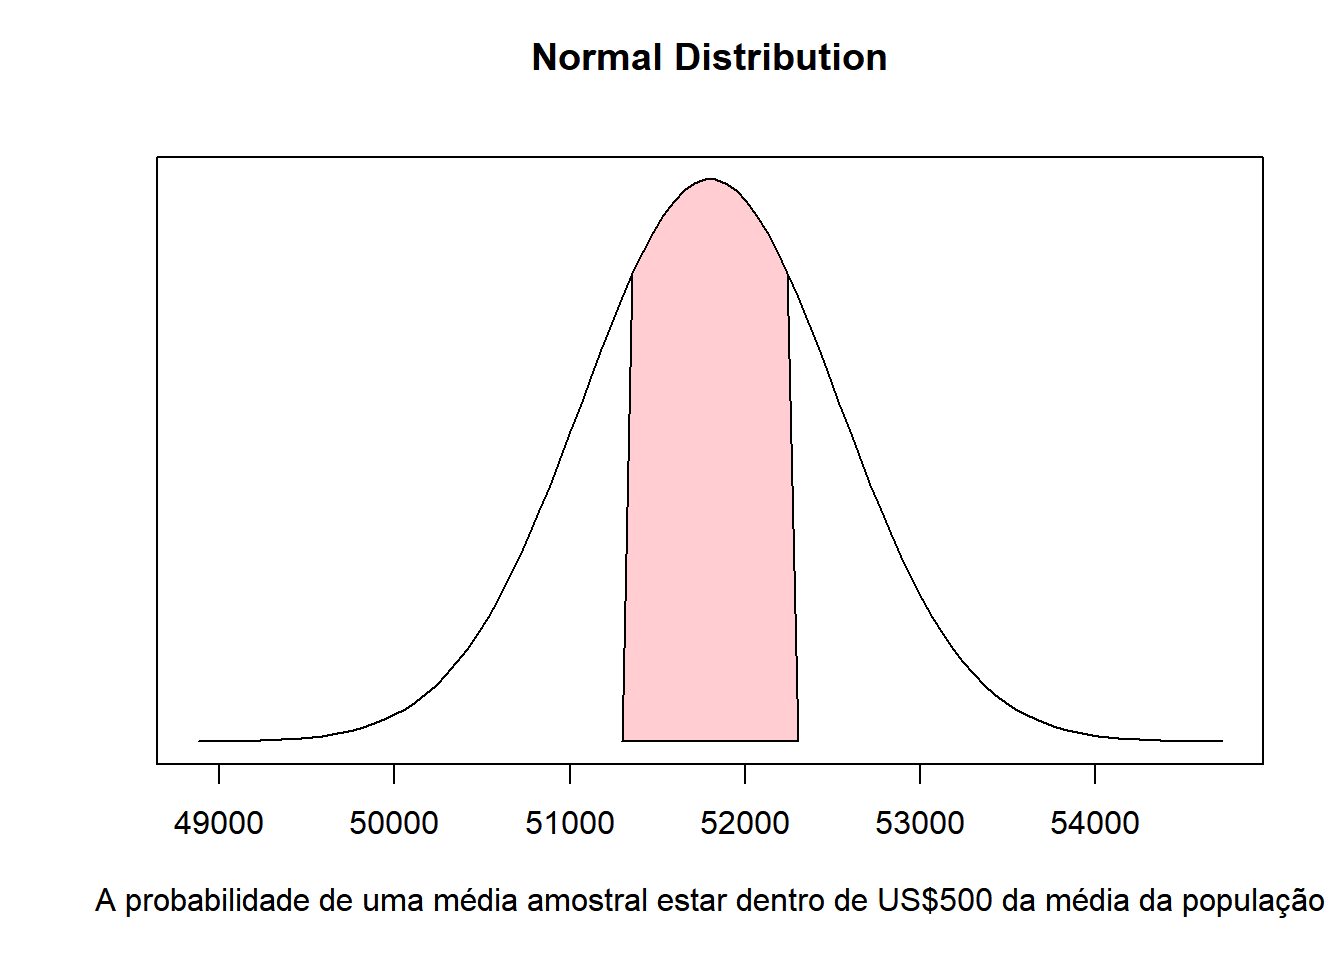 Normal Distribution
49000 50000 51000 52000 53000 54000
A probabilidade de uma média amostral estar dentro de US$500 da média da população